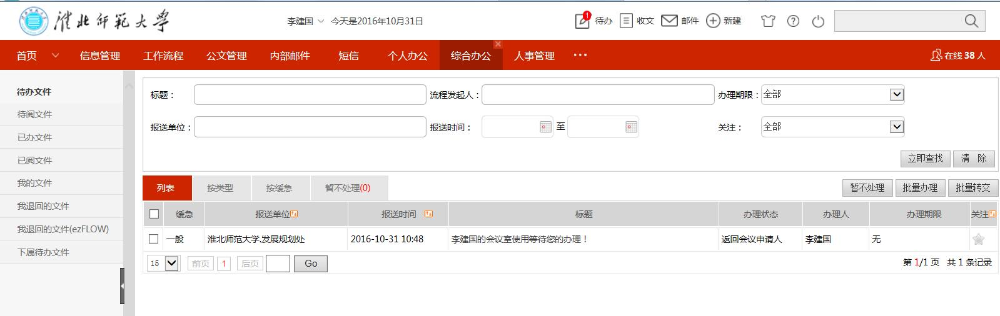 淮北师范大学
李建国 今天是2016年10月31日
1 待办 收文 邮件 新建
首页 信息管理 工作流程 公文管理 内部邮件 短信 个人办公 综合办公 人事管理 ··· 在线 38 人
待办文件
待阅文件
已办文件
已阅文件
我的文件
我退回的文件
我退回的文件(ezFLOW)
下属待办文件
标题： 流程发起人： 办理期限： 全部
报送单位： 报送时间： 至 关注： 全部
立即查找 清 除
列表 按类型 按缓急 暂不处理(0) 暂不处理 批量办理 批量转交
缓急 报送单位 报送时间 标题 办理状态 办理人 办理期限 关注
一般 淮北师范大学.发展规划处 2016-10-31 10:48 李建国的会议室使用等待您的办理！ 返回会议申请人 李建国 无
15 前页 1 后页 Go 第 1/1 页 共 1 条记录